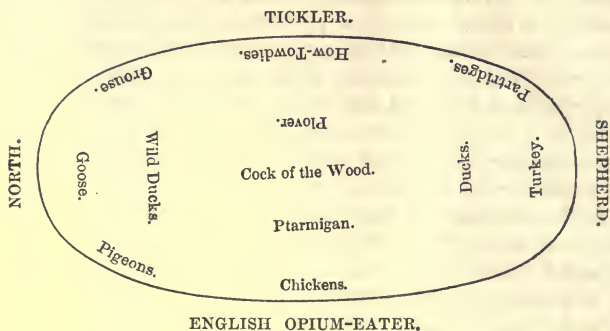 TICKLER.
How-Towdies.
Grouse.
Partridges.
Plover.
NORTH.
Goose.
Wild Ducks.
Cock of the Wood.
Ducks.
Turkey.
SHEPHERD.
Ptarmigan.
Pigeons.
Chickens.
ENGLISH OPIUM-EATER.